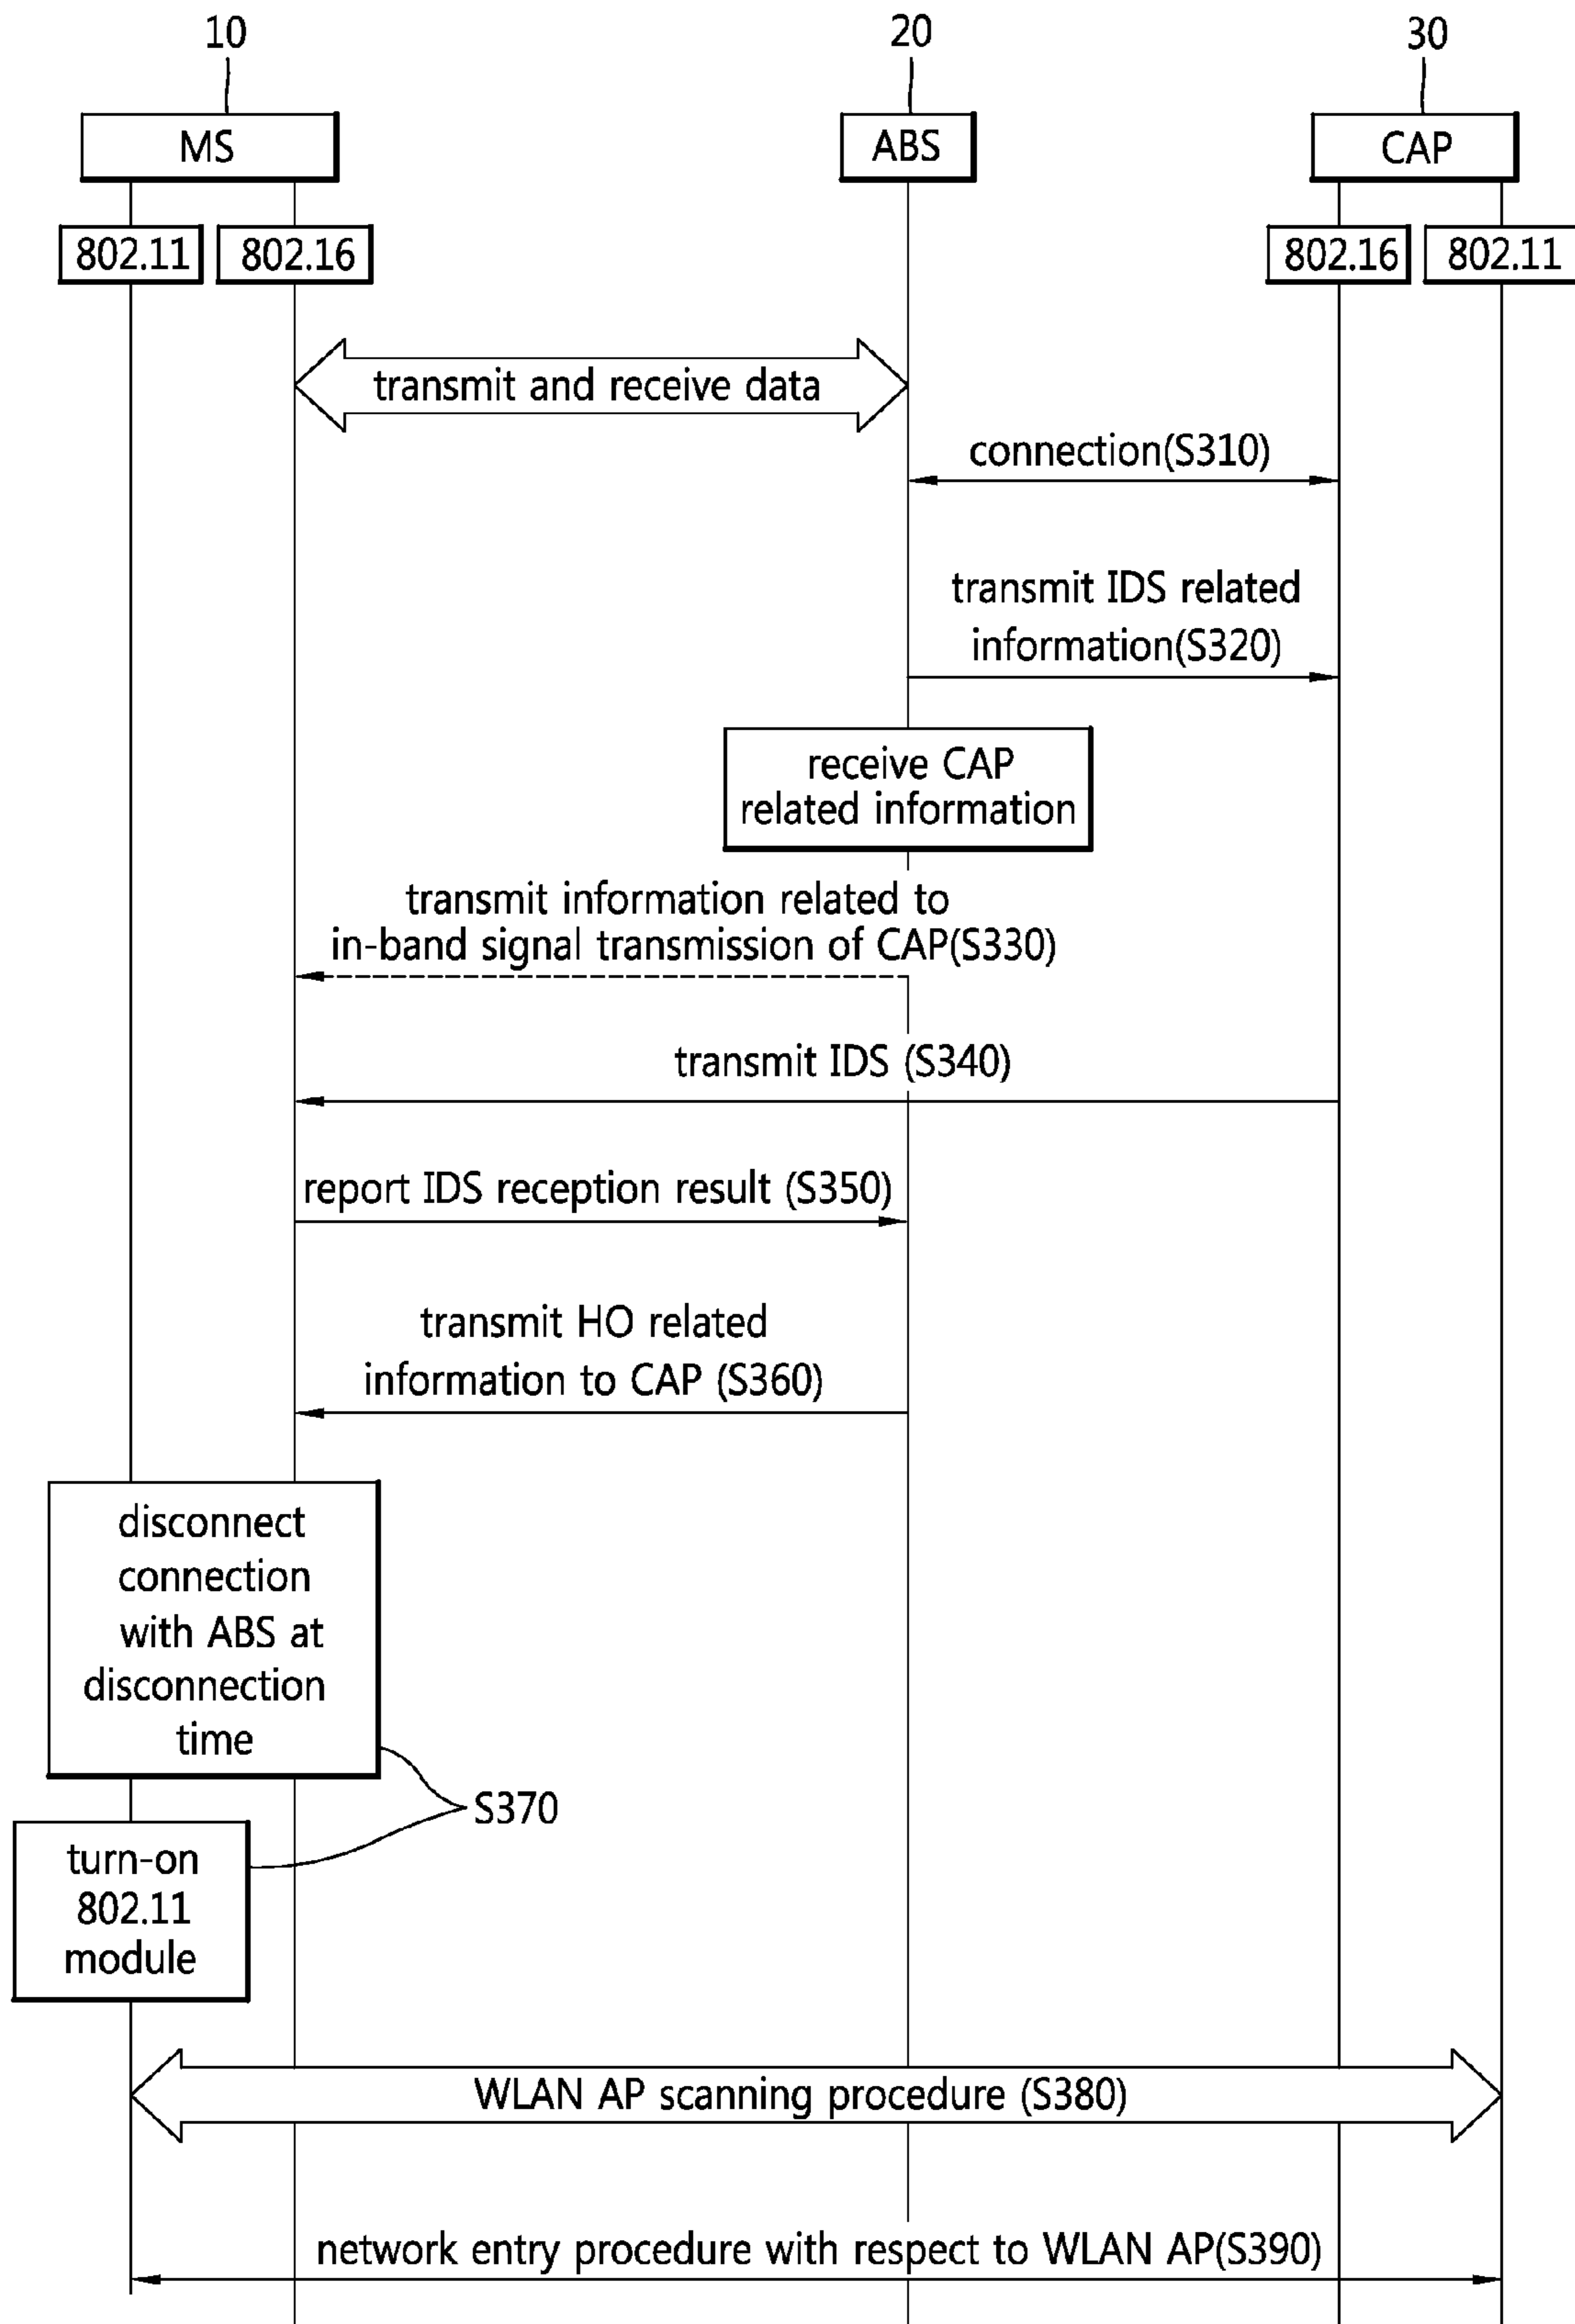 10
20
30
MS
ABS
CAP
802.11
802.16
802.16
802.11
transmit and receive data
connection(S310)
transmit IDS related
information(S320)
receive CAP
related information
transmit information related to
in-band signal transmission of CAP(S330)
transmit IDS (S340)
report IDS reception result (S350)
transmit HO related
information to CAP (S360)
disconnect
connection
with ABS at
disconnection
time
S370
turn-on
802.11
module
WLAN AP scanning procedure (S380)
network entry procedure with respect to WLAN AP(S390)